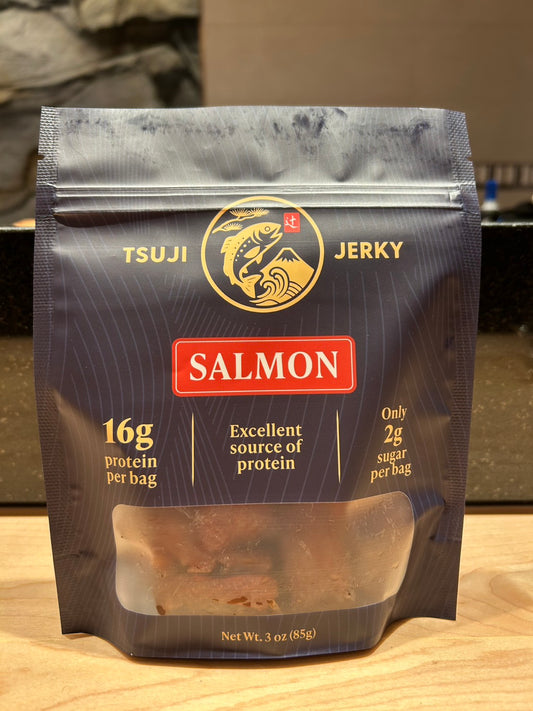 TSUJI
辻
JERKY
SALMON
16g
protein
per bag
Excellent
source of
protein
Only
2g
sugar
per bag
Net Wt. 3 oz (85g)